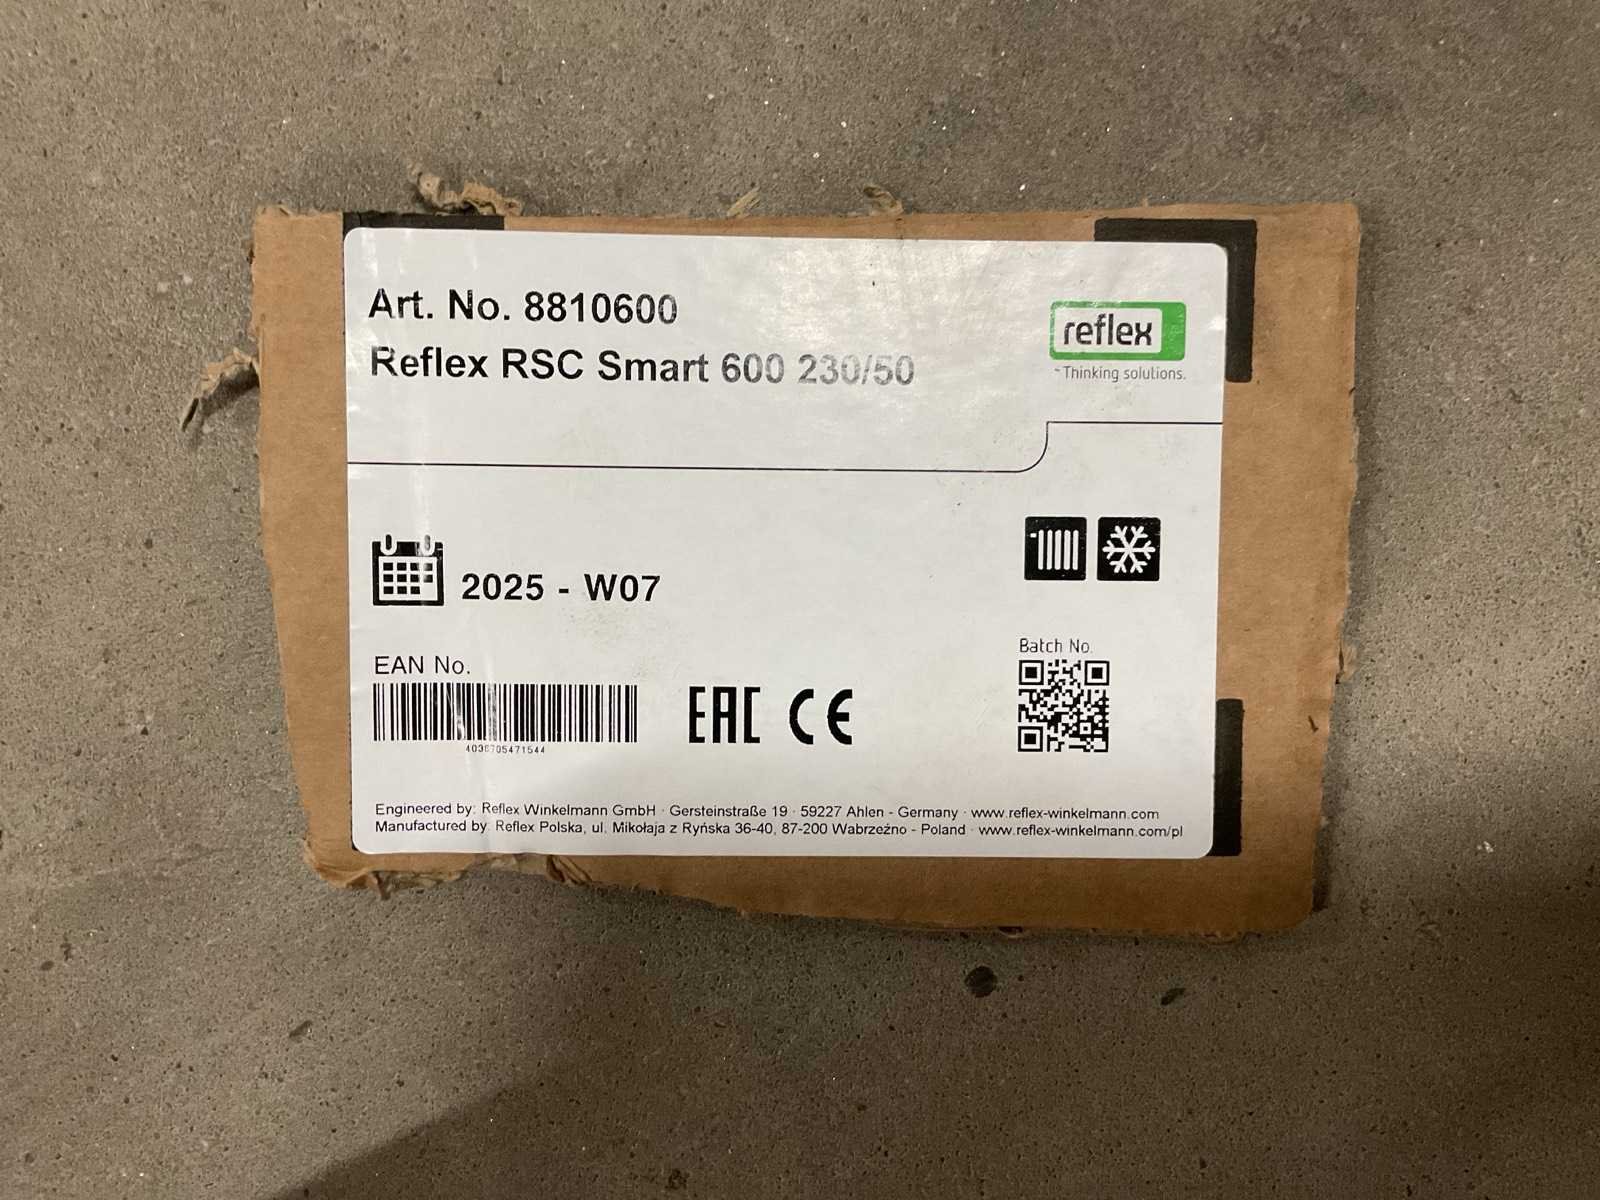 Art. No. 8810600
Reflex RSC Smart 600 230/50
reflex
Thinking solutions.
2025 - W07
EAN No.
4036705471544
EAC CE
Batch No.
Engineered by: Reflex Winkelmann GmbH · Gersteinstraße 19 · 59227 Ahlen - Germany · www.reflex-winkelmann.com
Manufactured by: Reflex Polska, ul. Mikołaja z Ryńska 36-40, 87-200 Wabrzeźno - Poland · www.reflex-winkelmann.com/pl